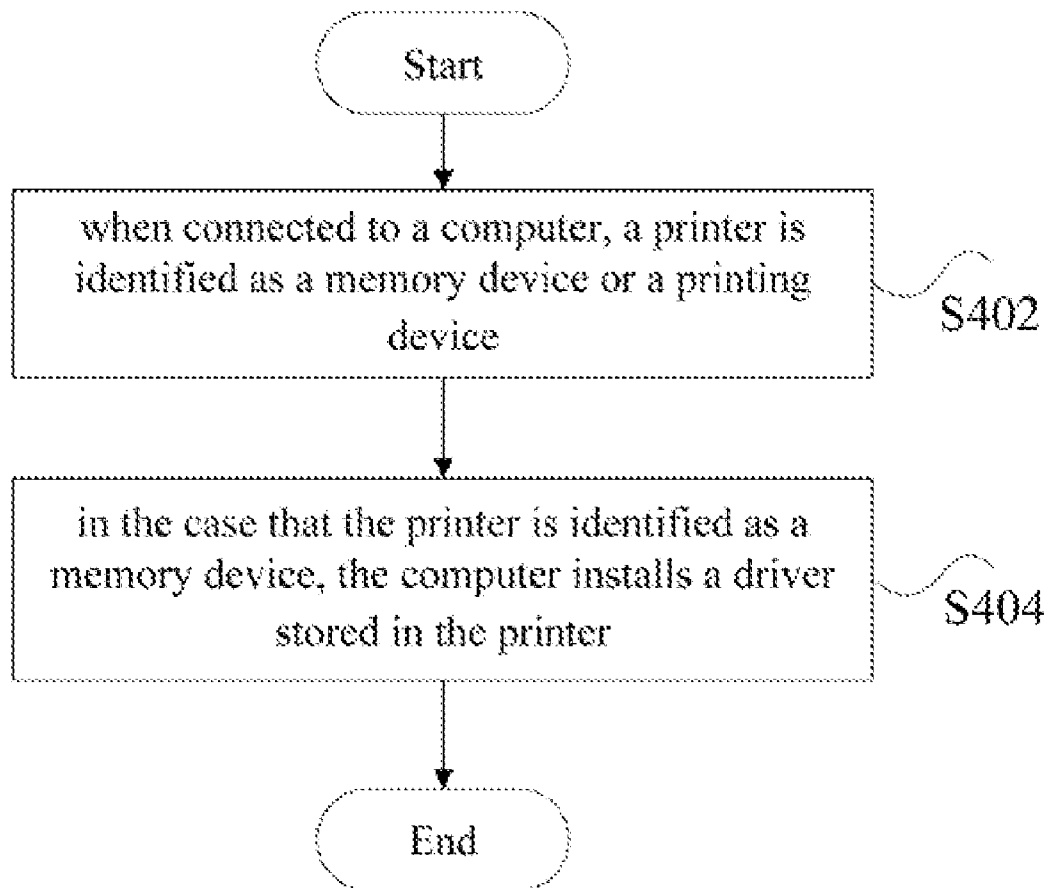 Start
when connected to a computer, a printer is
identified as a memory device or a printing
device
S402
in the case that the printer is identified as a
memory device, the computer installs a driver
stored in the printer
S404
End